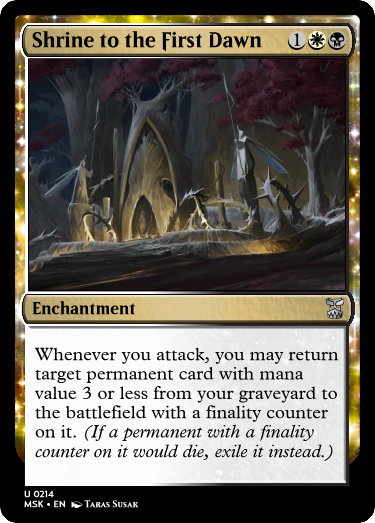 Shrine to the First Dawn 1
Enchantment
Whenever you attack, you may return
target permanent card with mana
value 3 or less from your graveyard to
the battlefield with a finality counter
on it. (If a permanent with a finality
counter on it would die, exile it instead.)
U 0214
MSK • EN Taras Susak